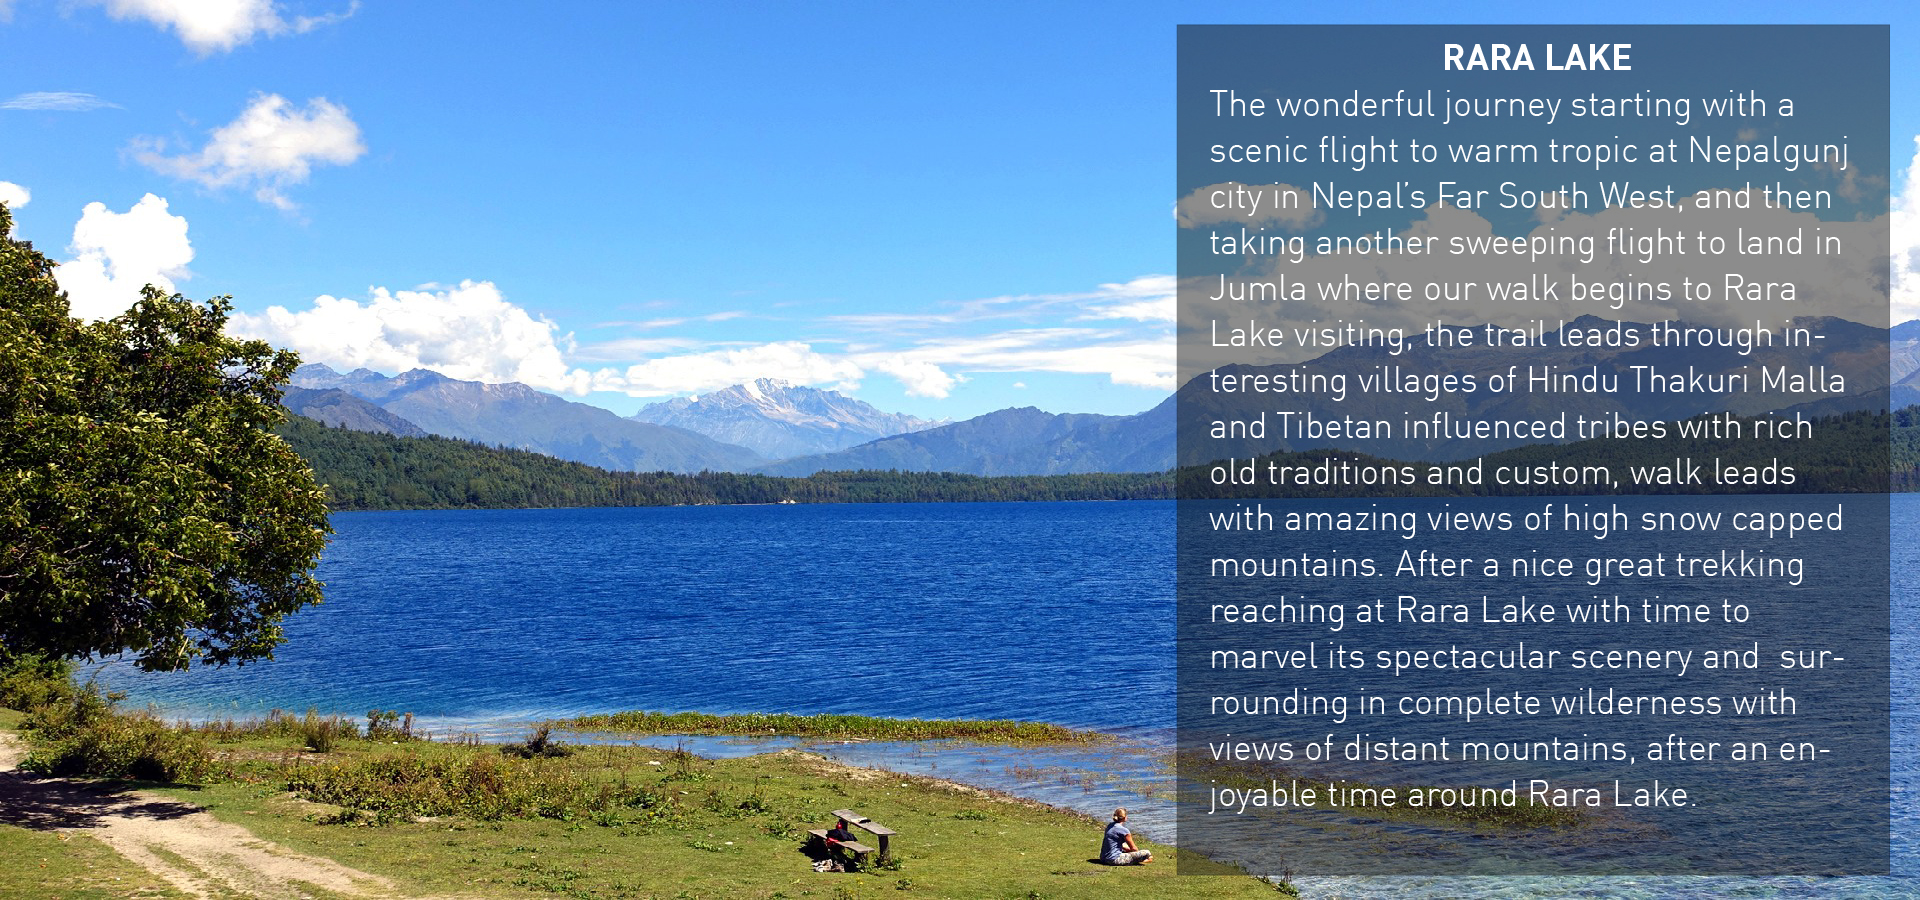 RARA LAKE
The wonderful journey starting with a
scenic flight to warm tropic at Nepalgunj
city in Nepal’s Far South West, and then
taking another sweeping flight to land in
Jumla where our walk begins to Rara
Lake visiting, the trail leads through in-
teresting villages of Hindu Thakuri Malla
and Tibetan influenced tribes with rich
old traditions and custom, walk leads
with amazing views of high snow capped
mountains. After a nice great trekking
reaching at Rara Lake with time to
marvel its spectacular scenery and  sur-
rounding in complete wilderness with
views of distant mountains, after an en-
joyable time around Rara Lake.